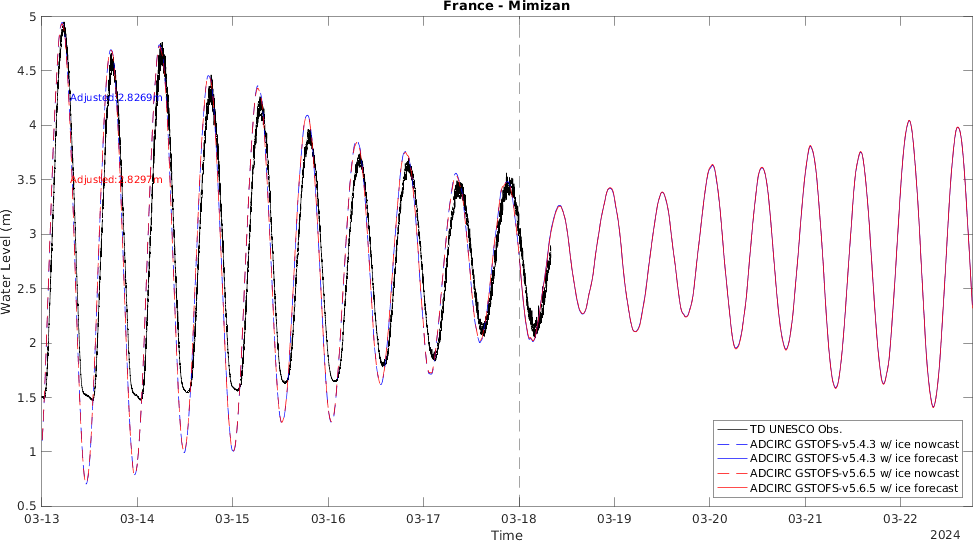 France - Mimizan
5
4.5
4
3.5
3
2.5
2
1.5
1
0.5
Water Level (m)
Adjusted:2.8269m
Adjusted:2.8297m
TD UNESCO Obs.
ADCIRC GSTOFS-v5.4.3 w/ ice nowcast
ADCIRC GSTOFS-v5.4.3 w/ ice forecast
ADCIRC GSTOFS-v5.6.5 w/ ice nowcast
ADCIRC GSTOFS-v5.6.5 w/ ice forecast
03-13 03-14 03-15 03-16 03-17 03-18 03-19 03-20 03-21 03-22
Time
2024